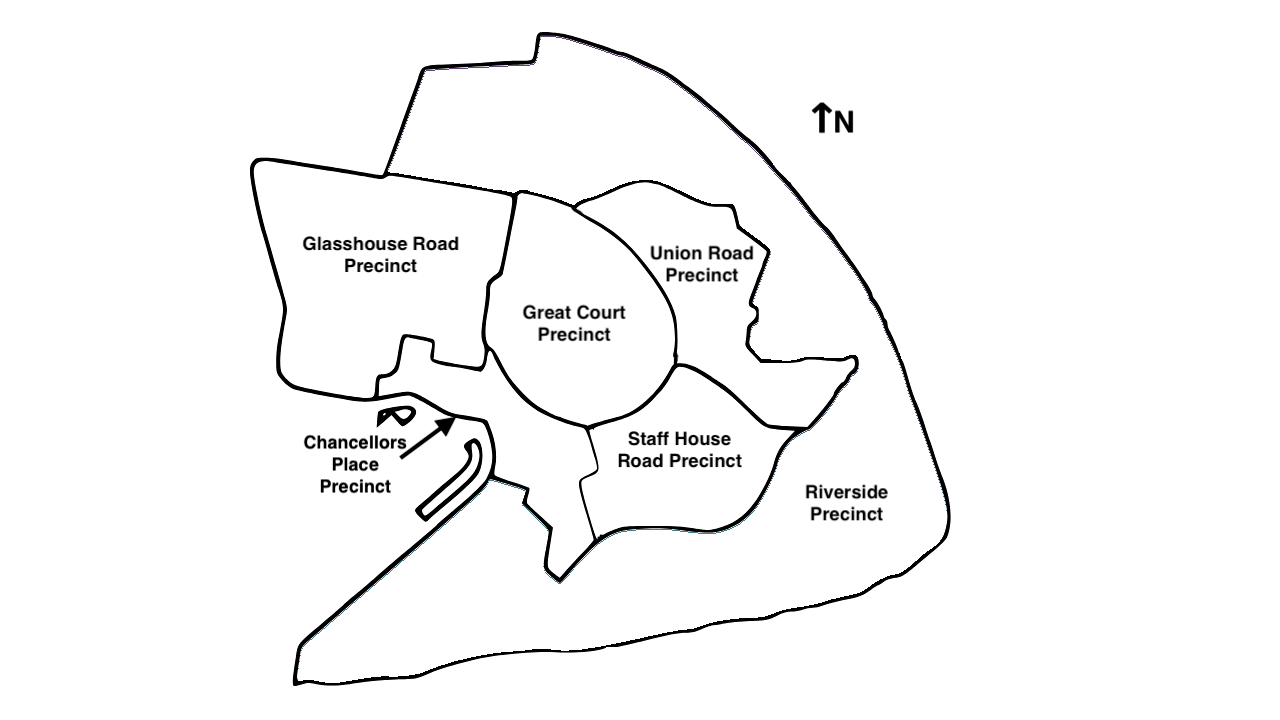 ↑N
Glasshouse Road
Precinct
Union Road
Precinct
Great Court
Precinct
Chancellors
Place
Precinct
Staff House
Road Precinct
Riverside
Precinct